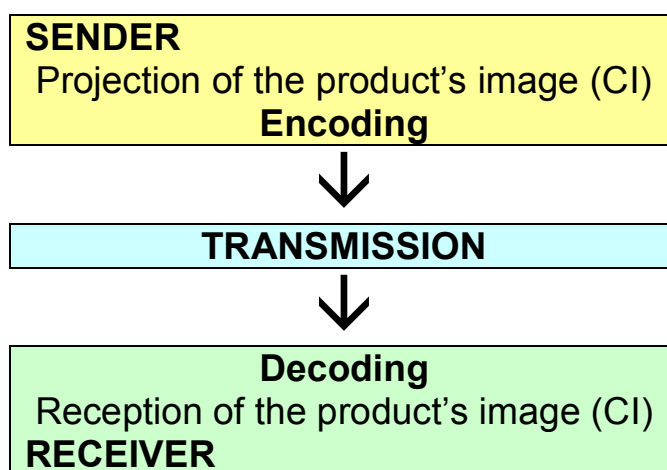 SENDER
Projection of the product’s image (CI)
Encoding
TRANSMISSION
Decoding
Reception of the product’s image (CI)
RECEIVER